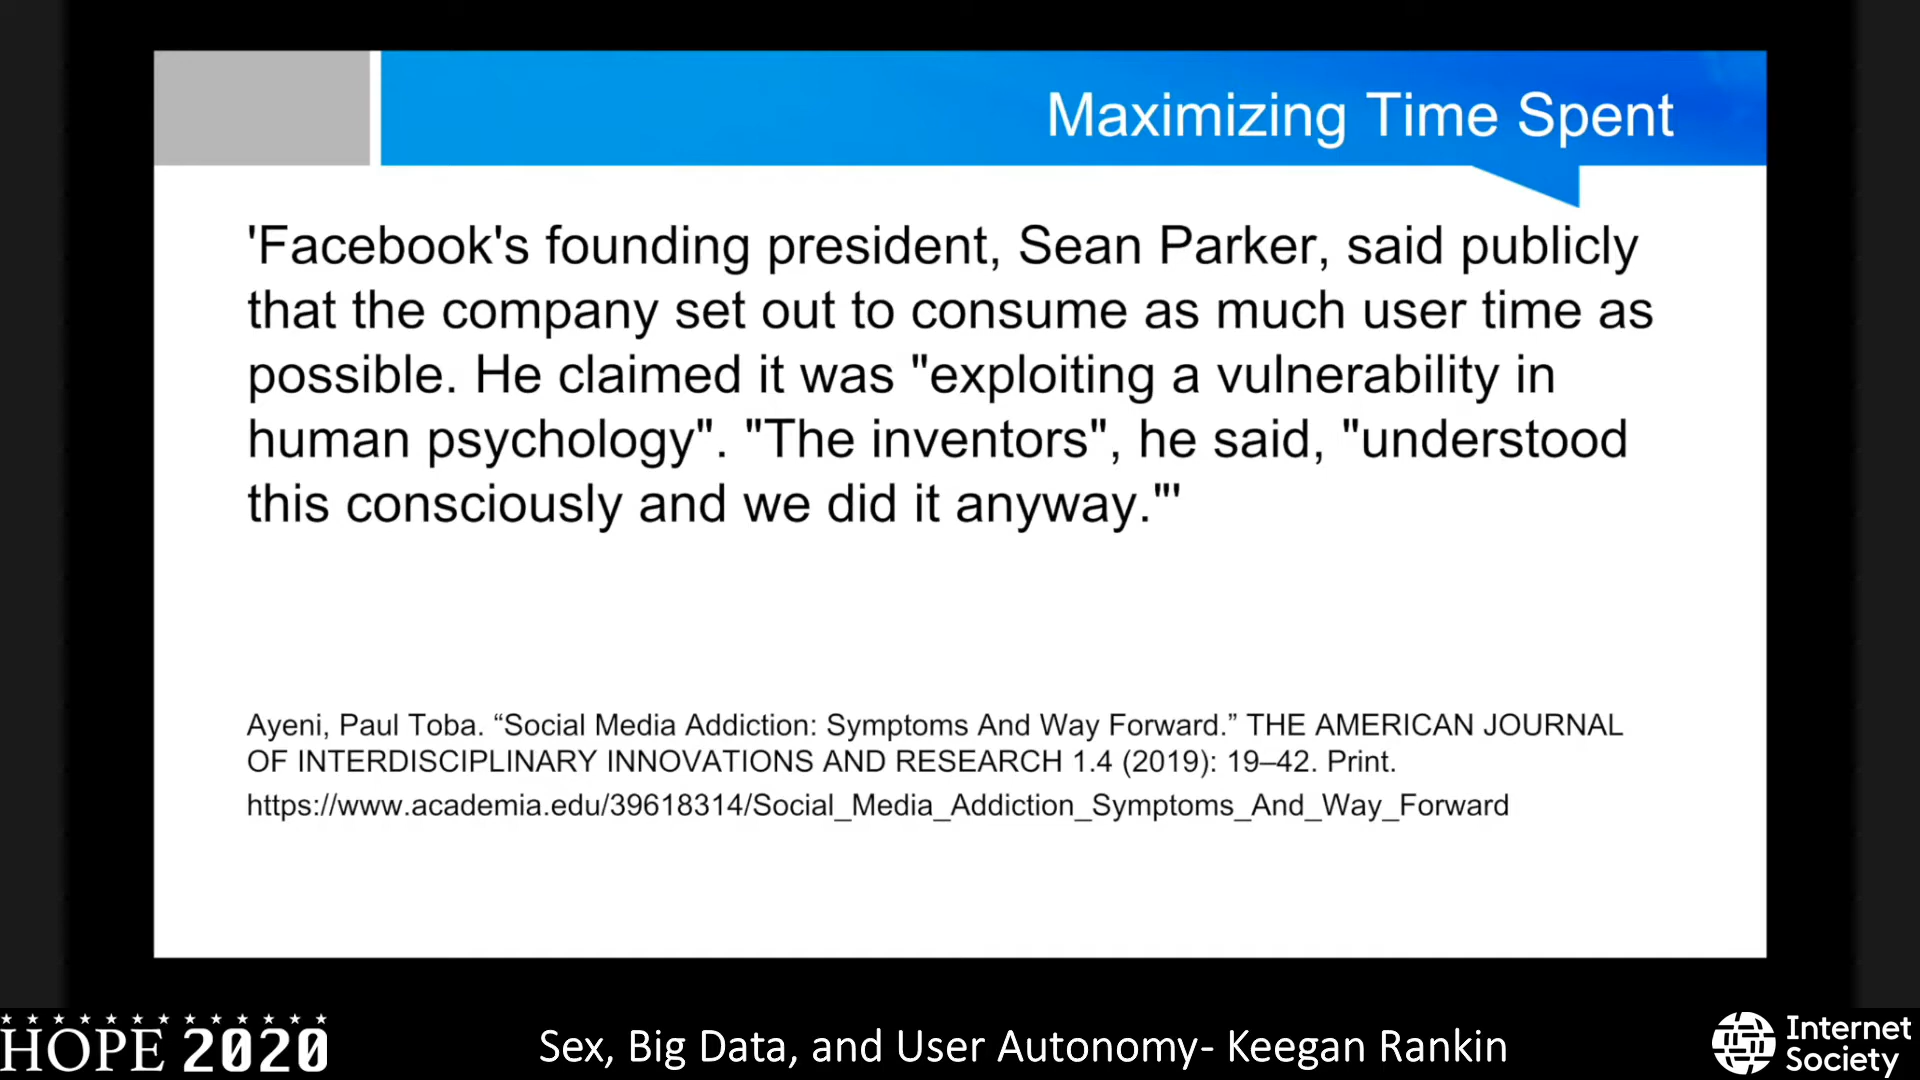 Maximizing Time Spent
'Facebook's founding president, Sean Parker, said publicly
that the company set out to consume as much user time as
possible. He claimed it was "exploiting a vulnerability in
human psychology". "The inventors", he said, "understood
this consciously and we did it anyway."'
Ayeni, Paul Toba. “Social Media Addiction: Symptoms And Way Forward.” THE AMERICAN JOURNAL
OF INTERDISCIPLINARY INNOVATIONS AND RESEARCH 1.4 (2019): 19–42. Print.
https://www.academia.edu/39618314/Social_Media_Addiction_Symptoms_And_Way_Forward
HOPE 2020
Sex, Big Data, and User Autonomy- Keegan Rankin
Internet
Society